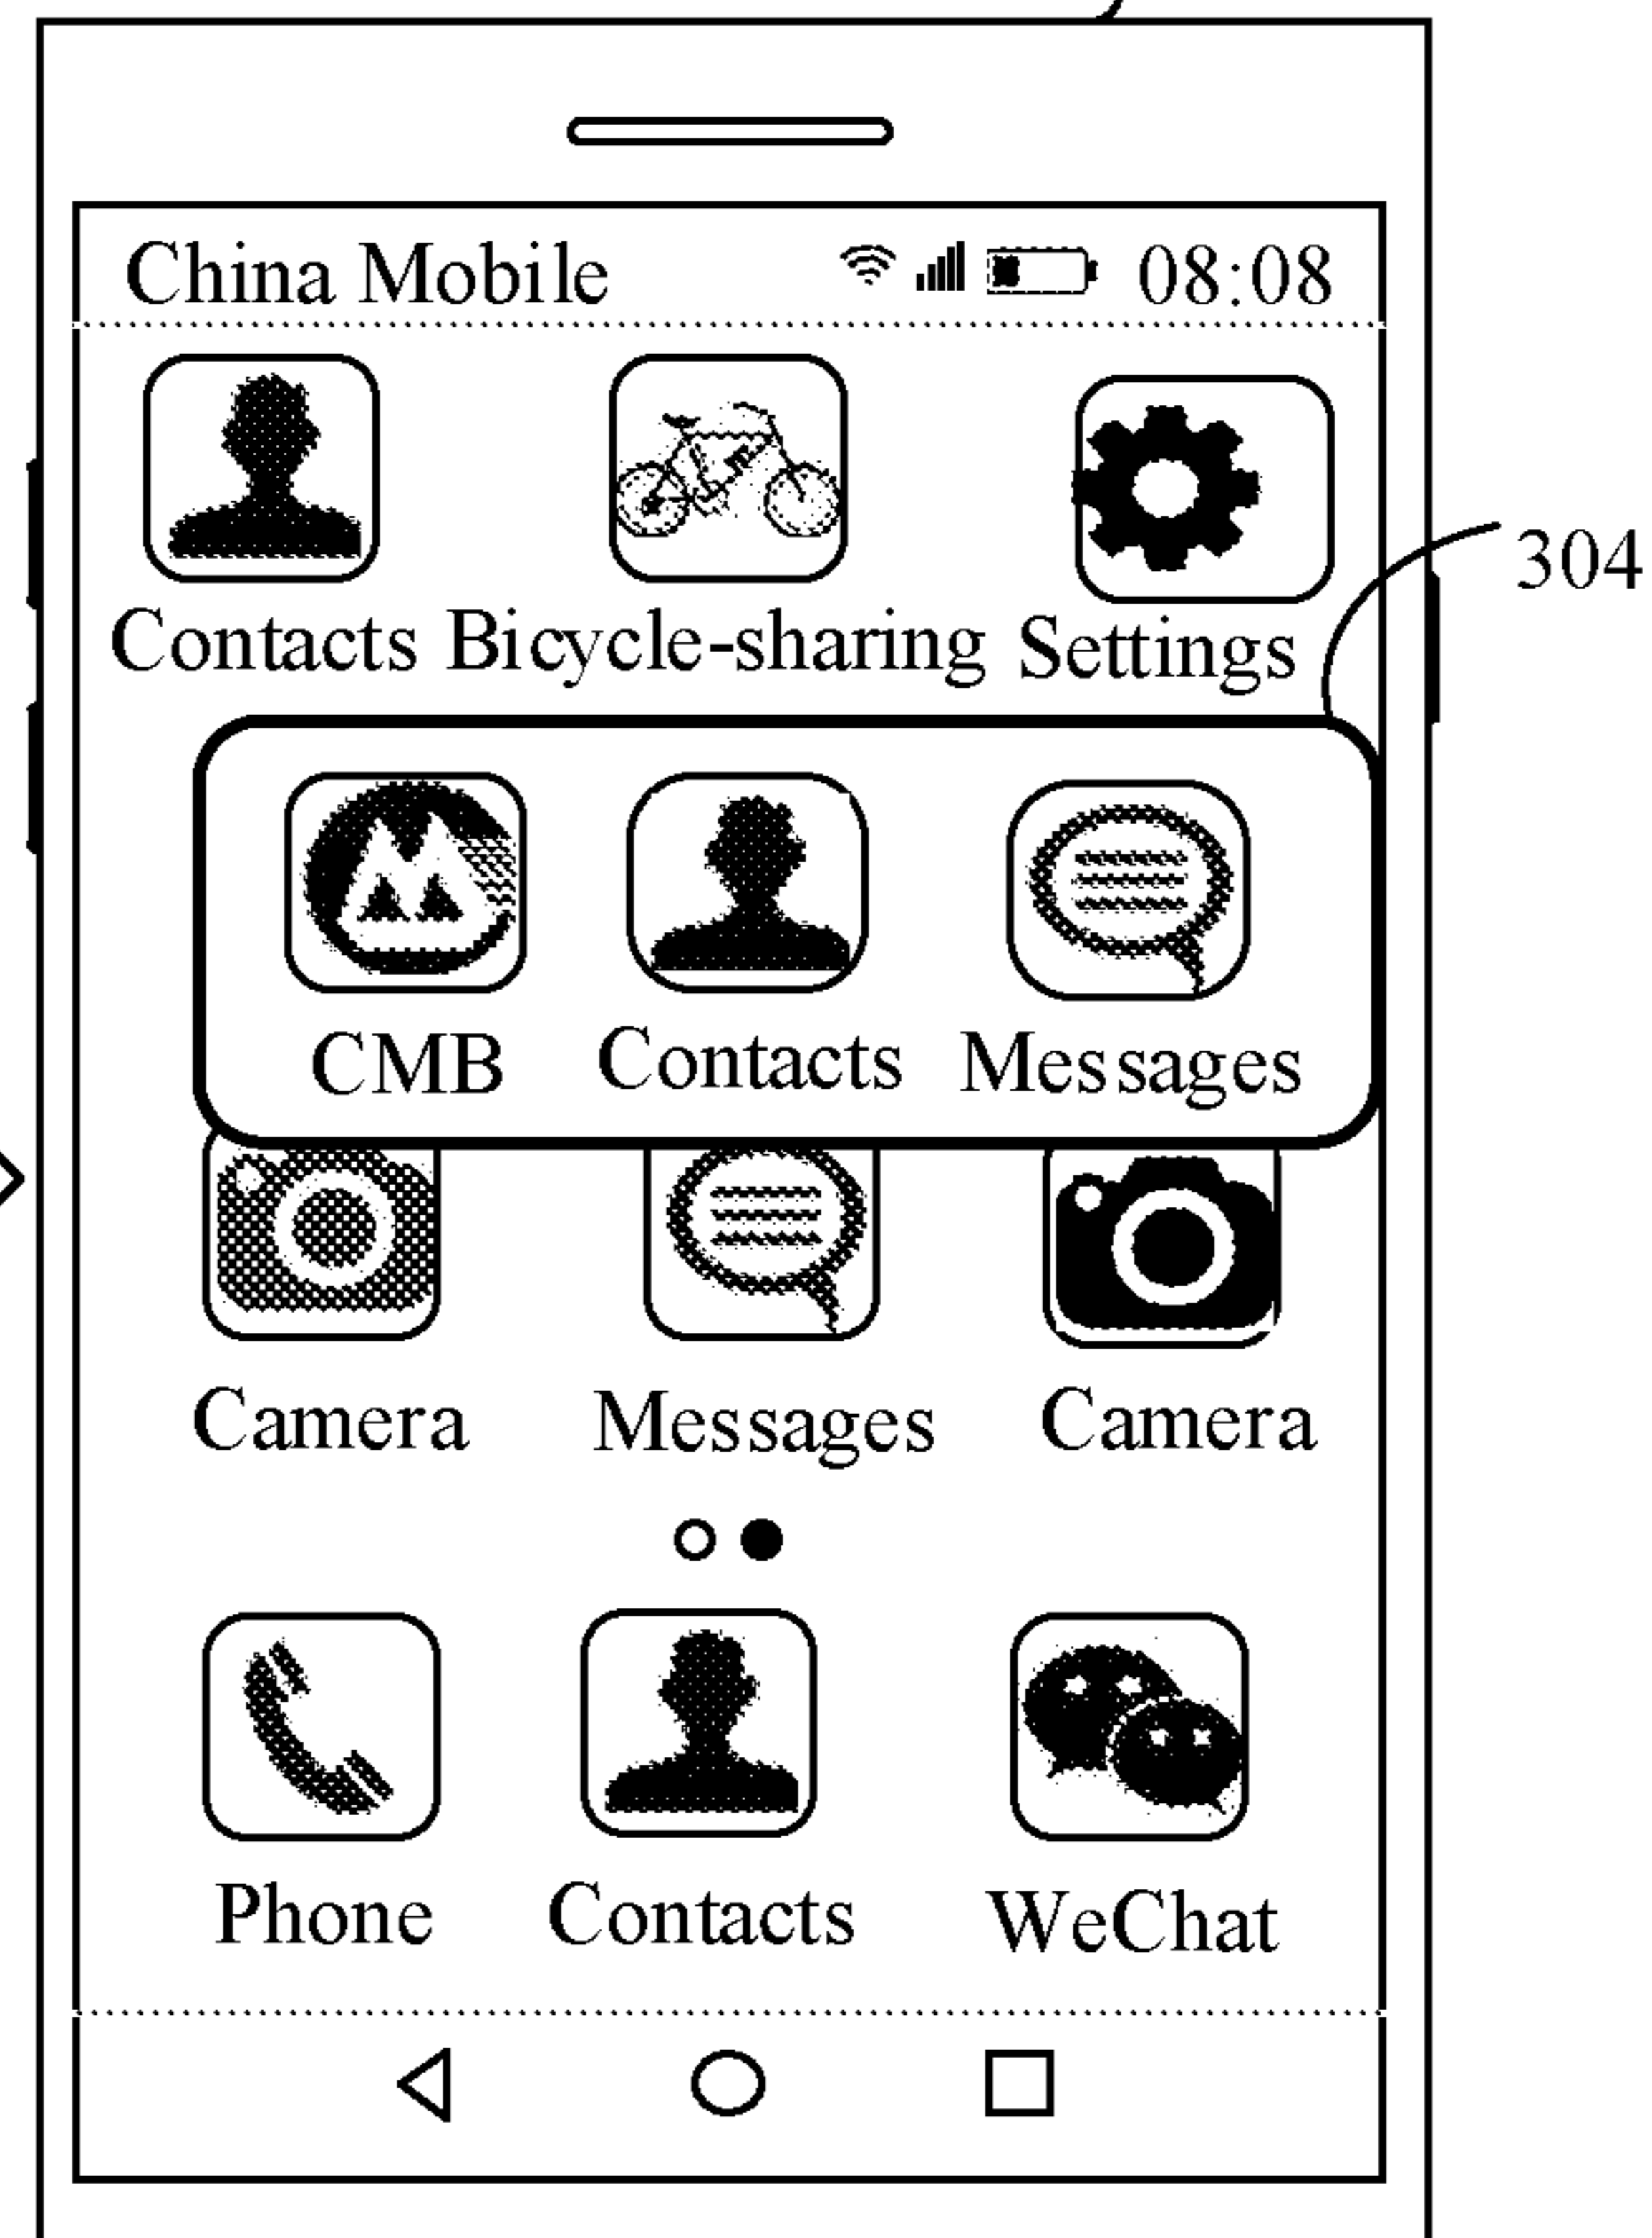 China Mobile 08:08
Contacts Bicycle-sharing Settings
304
CMB Contacts Messages
Camera Messages Camera
Phone Contacts WeChat